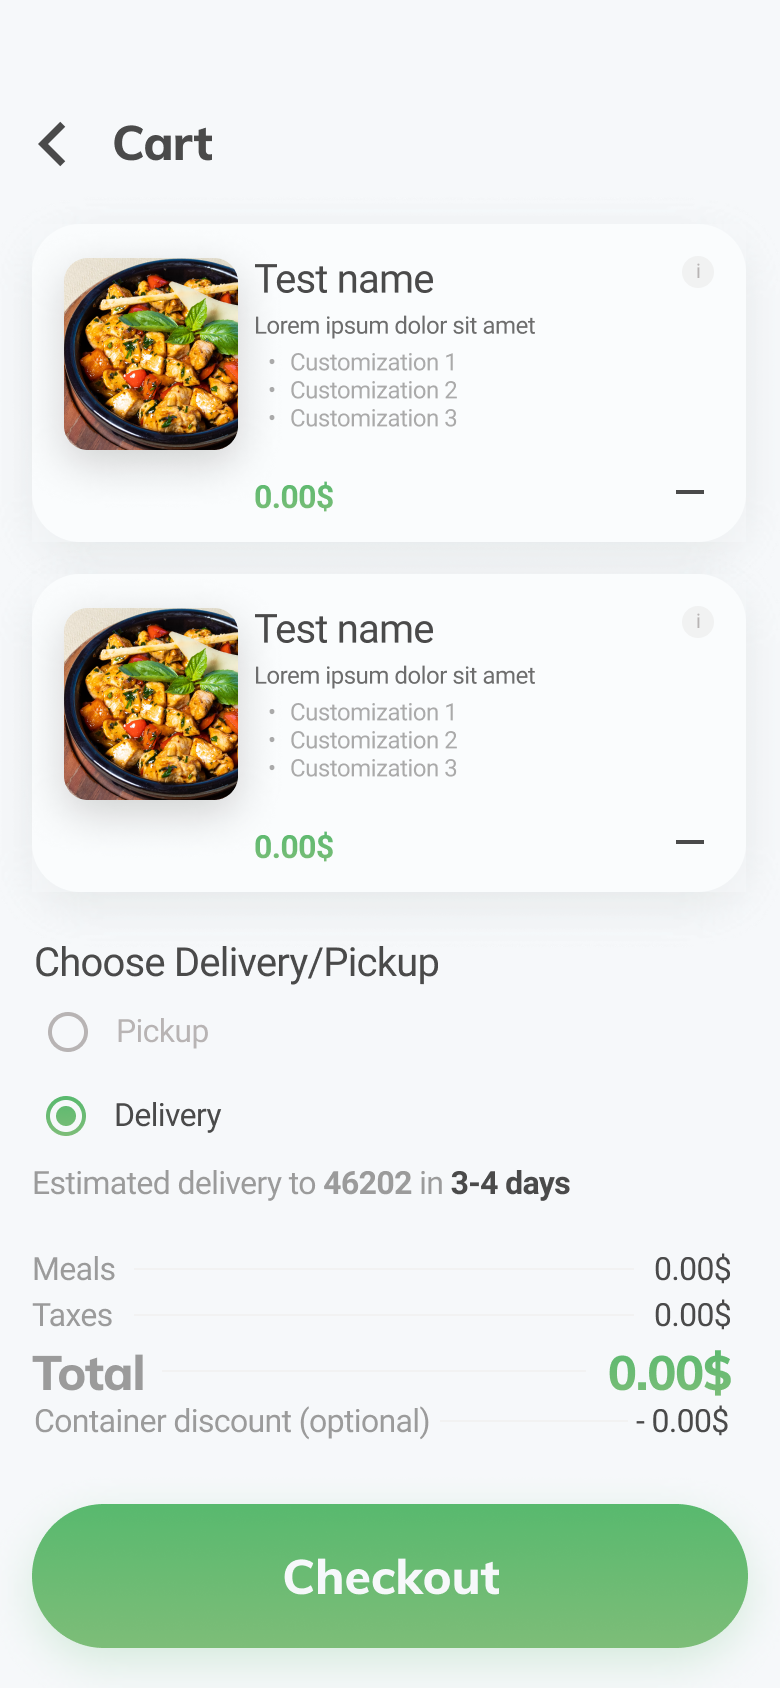 Cart
Test name
i
Lorem ipsum dolor sit amet
• Customization 1
• Customization 2
• Customization 3
0.00$
Test name
i
Lorem ipsum dolor sit amet
• Customization 1
• Customization 2
• Customization 3
0.00$
Choose Delivery/Pickup
Pickup
Delivery
Estimated delivery to 46202 in 3-4 days
Meals 0.00$
Taxes 0.00$
Total 0.00$
Container discount (optional) - 0.00$
Checkout